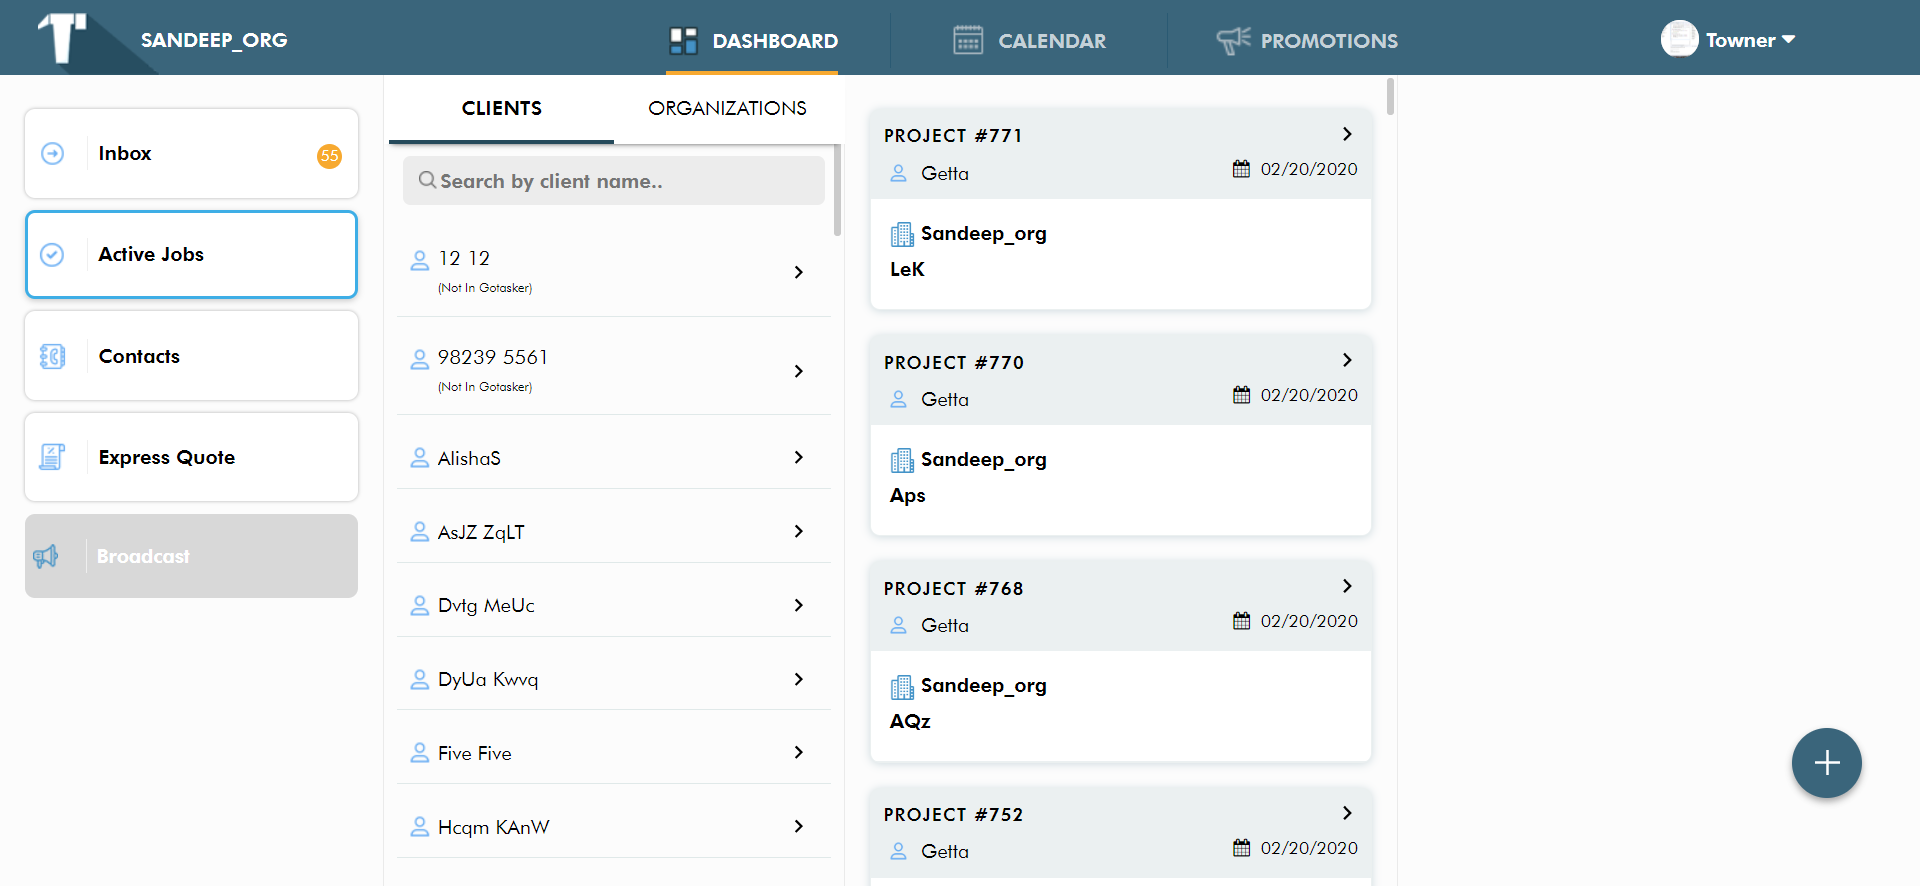 SANDEEP_ORG
DASHBOARD
CALENDAR
PROMOTIONS
Towner
Inbox
55
Active Jobs
Contacts
Express Quote
Broadcast
CLIENTS
ORGANIZATIONS
Search by client name..
12 12
(Not In Gotasker)
98239 5561
(Not In Gotasker)
AlishaS
AsJZ ZqLT
Dvtg MeUc
DyUa Kwvq
Five Five
Hcqm KAnW
PROJECT #771
Getta
02/20/2020
Sandeep_org
LeK
PROJECT #770
Getta
02/20/2020
Sandeep_org
Aps
PROJECT #768
Getta
02/20/2020
Sandeep_org
AQz
PROJECT #752
Getta
02/20/2020